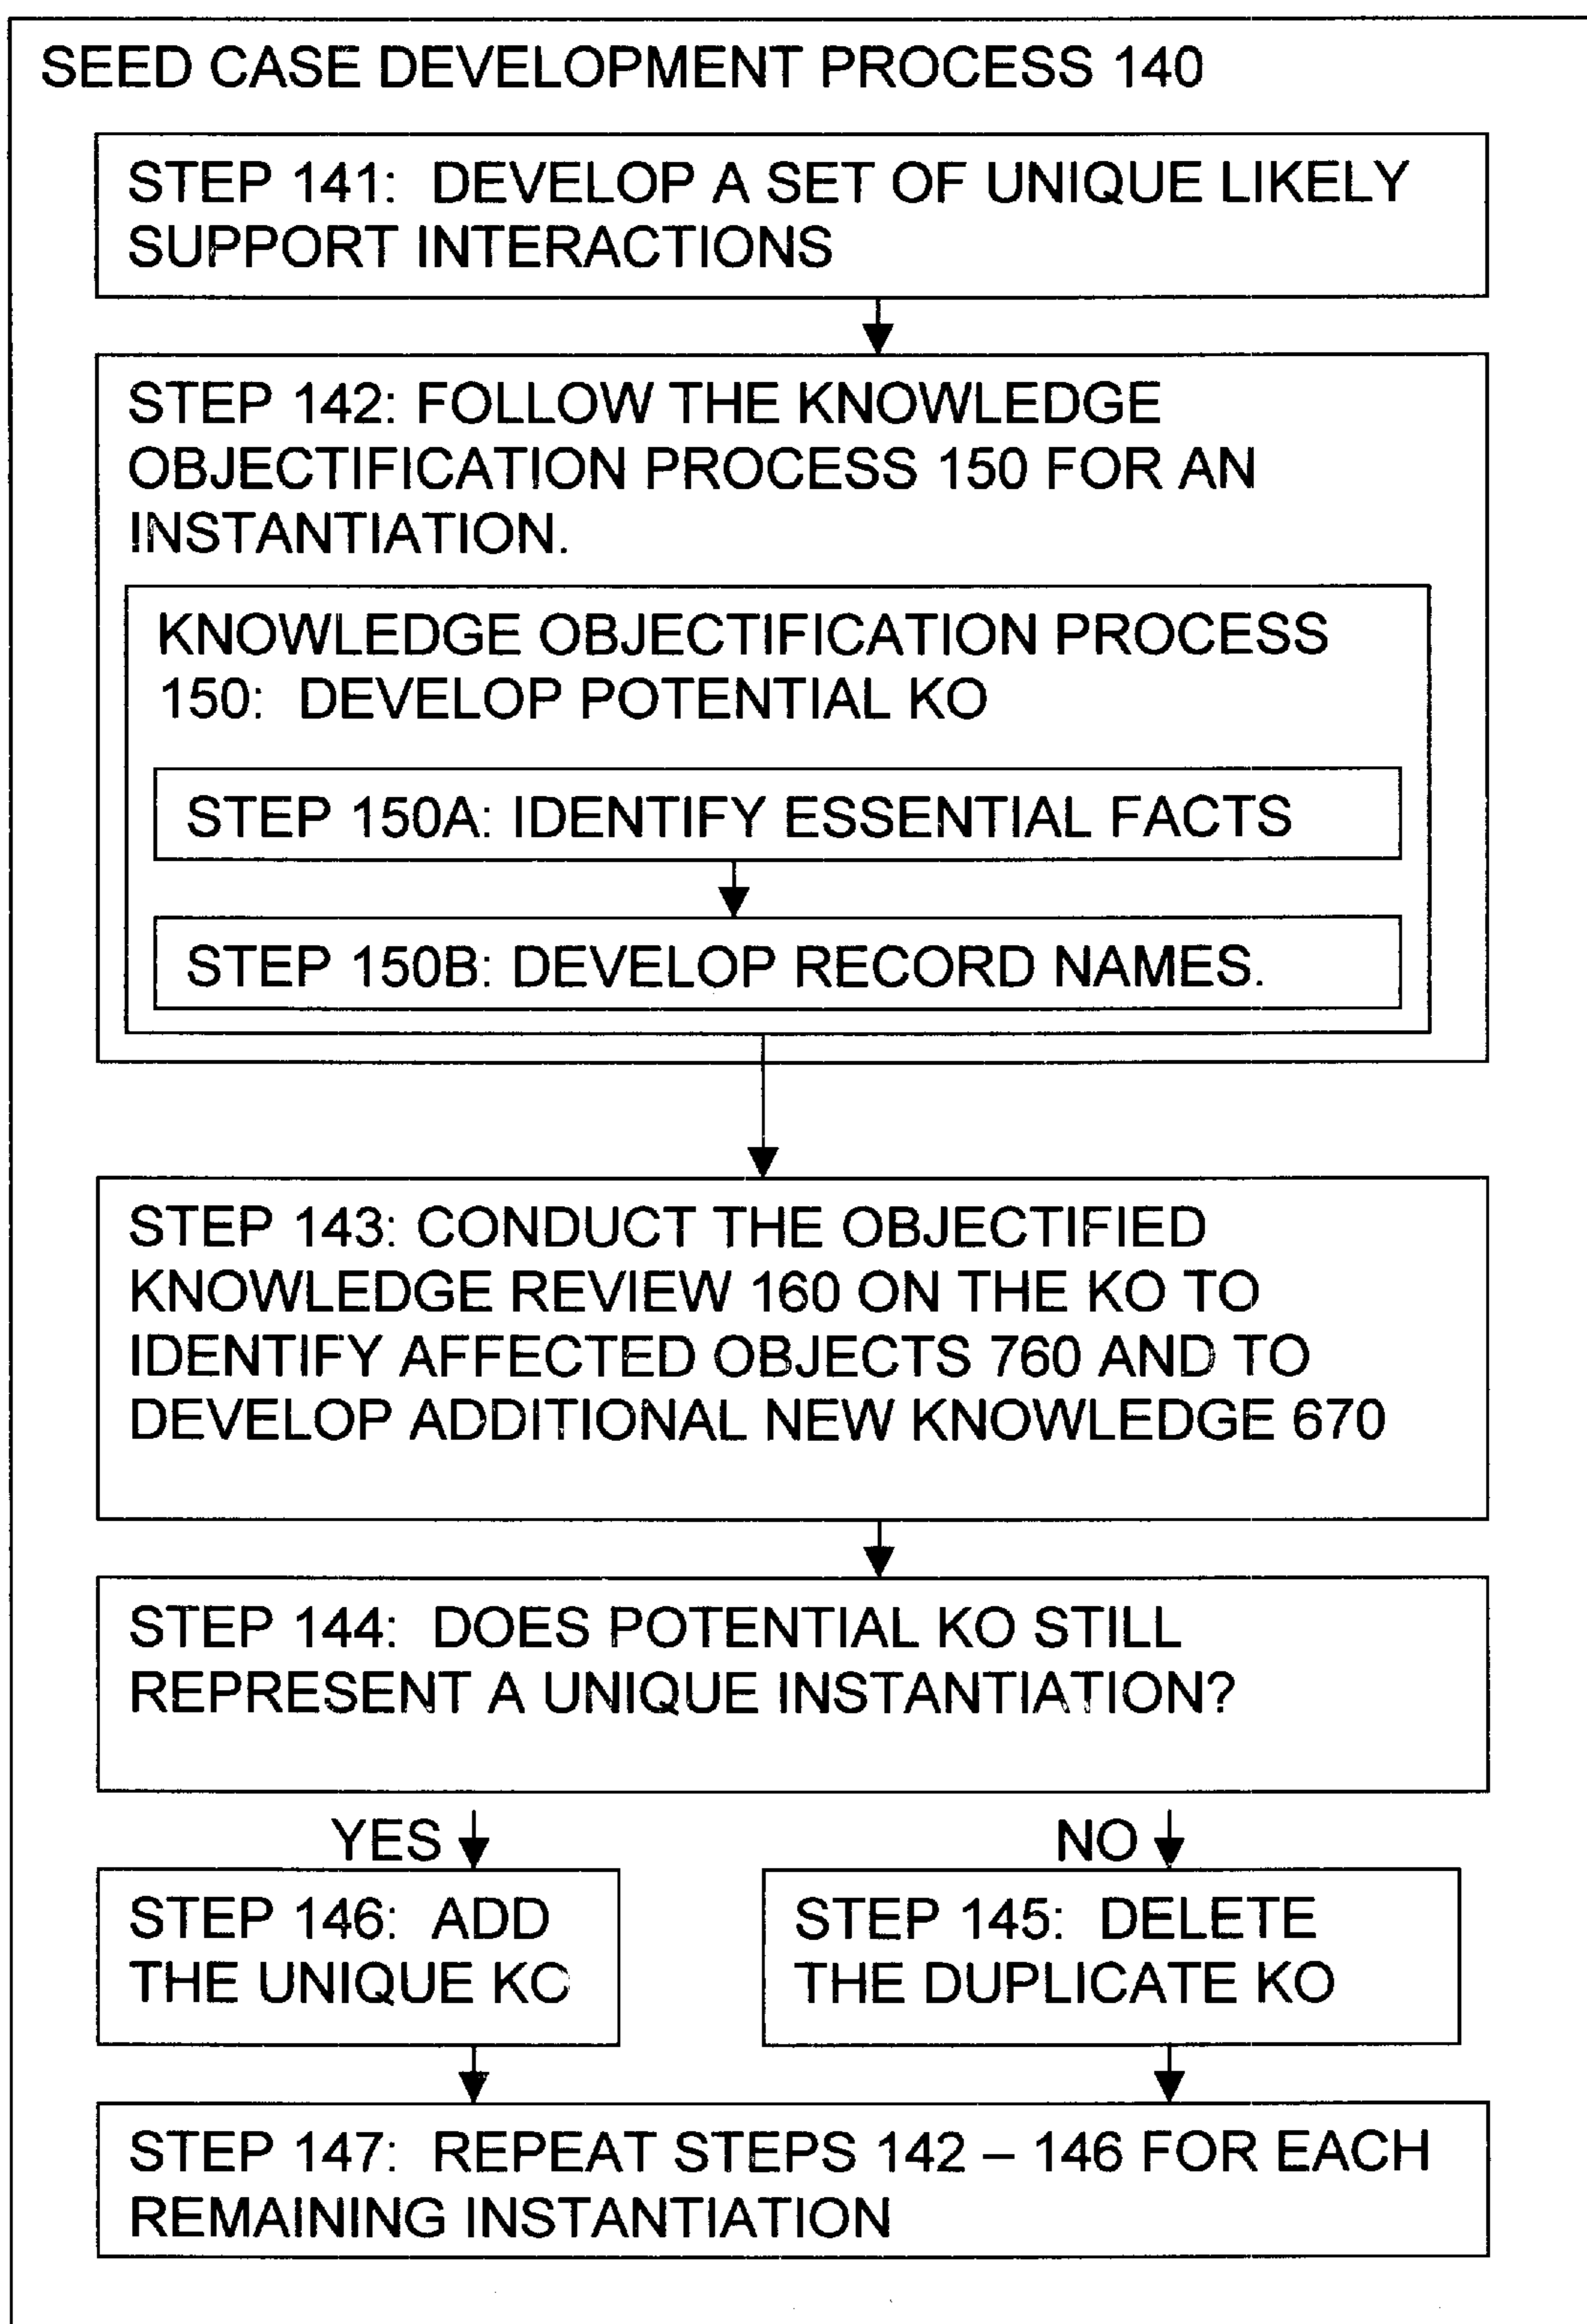 SEED CASE DEVELOPMENT PROCESS 140
STEP 141: DEVELOP A SET OF UNIQUE LIKELY
SUPPORT INTERACTIONS
STEP 142: FOLLOW THE KNOWLEDGE
OBJECTIFICATION PROCESS 150 FOR AN
INSTANTIATION.
KNOWLEDGE OBJECTIFICATION PROCESS
150: DEVELOP POTENTIAL KO
STEP 150A: IDENTIFY ESSENTIAL FACTS
STEP 150B: DEVELOP RECORD NAMES.
STEP 143: CONDUCT THE OBJECTIFIED
KNOWLEDGE REVIEW 160 ON THE KO TO
IDENTIFY AFFECTED OBJECTS 760 AND TO
DEVELOP ADDITIONAL NEW KNOWLEDGE 670
STEP 144: DOES POTENTIAL KO STILL
REPRESENT A UNIQUE INSTANTIATION?
YES
NO
STEP 146: ADD
THE UNIQUE KO
STEP 145: DELETE
THE DUPLICATE KO
STEP 147: REPEAT STEPS 142 – 146 FOR EACH
REMAINING INSTANTIATION